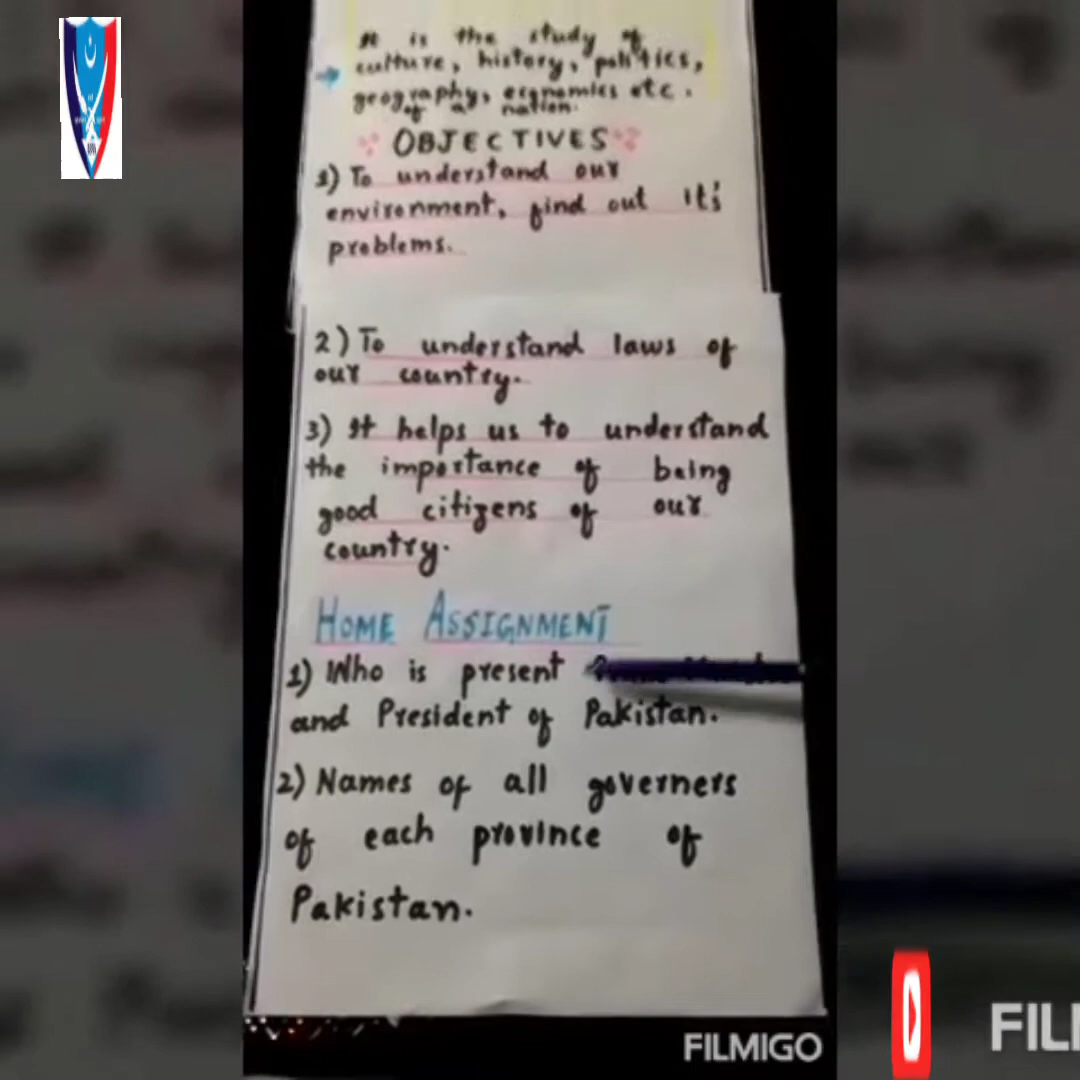 It is the study of
culture, history, politics,
geography, economics etc.
of a nation.
OBJECTIVES
1) To understand our
environment, find out it's
problems.
2) To understand laws of
our country.
3) It helps us to understand
the importance of being
good citizens of our
country.
HOME ASSIGNMENT
1) Who is present
and President of Pakistan.
2) Names of all governers
of each province of
Pakistan.
FILMIGO
FIL